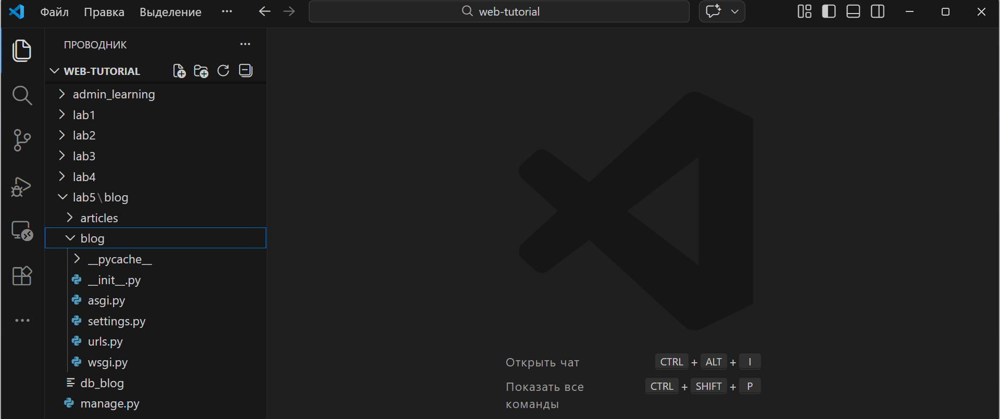 Файл Правка Выделение ··· web-tutorial
ПРОВОДНИК ···
WEB-TUTORIAL
admin_learning
lab1
lab2
lab3
lab4
lab5\blog
articles
blog
__pycache__
__init__.py
asgi.py
settings.py
urls.py
wsgi.py
db_blog
manage.py
Открыть чат CTRL + ALT + I
Показать все CTRL + SHIFT + P
команды